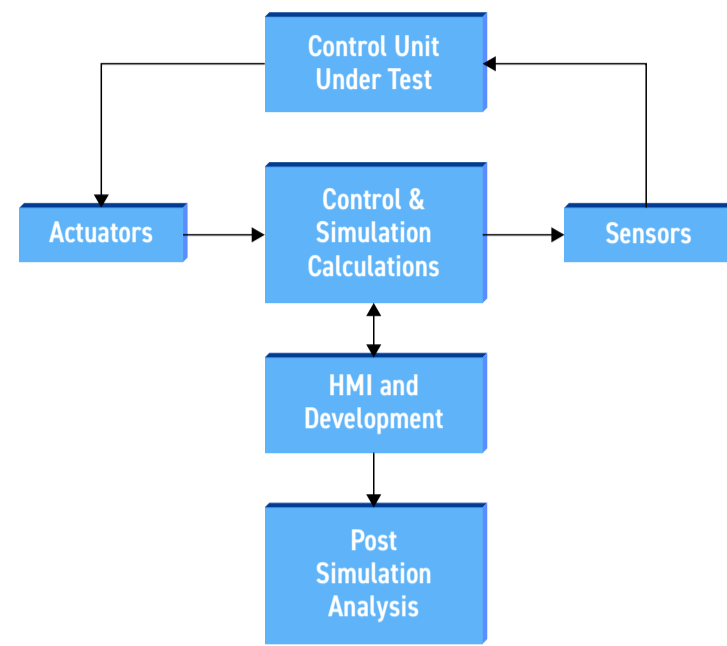 Control Unit
Under Test
Actuators
Control &
Simulation
Calculations
Sensors
HMI and
Development
Post
Simulation
Analysis